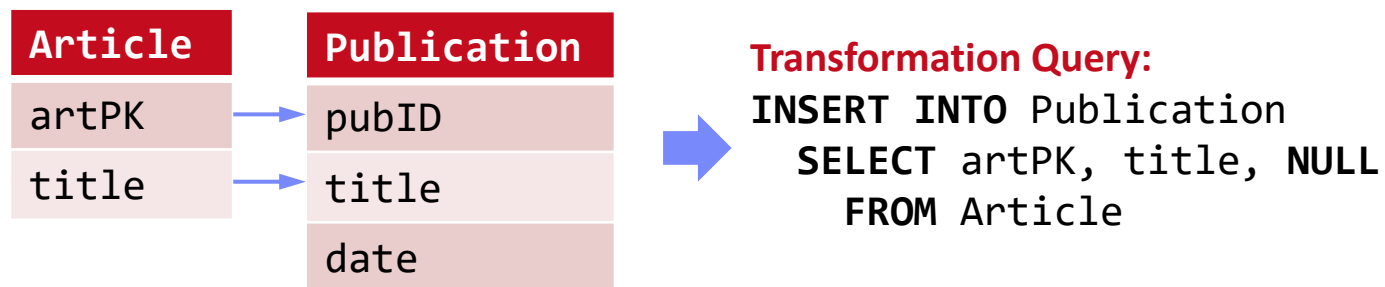 Article
artPK
title
Publication
pubID
title
date
Transformation Query:
INSERT INTO Publication
SELECT artPK, title, NULL
FROM Article